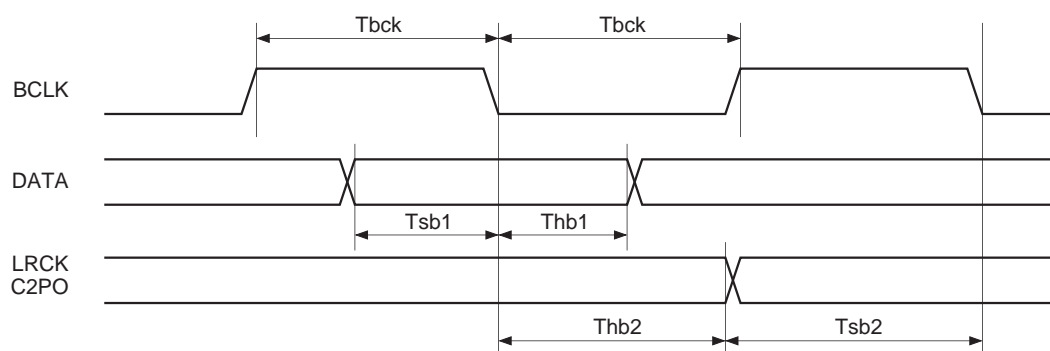 Tbck Tbck
BCLK
DATA
Tsb1 Thb1
LRCK
C2PO
Thb2 Tsb2